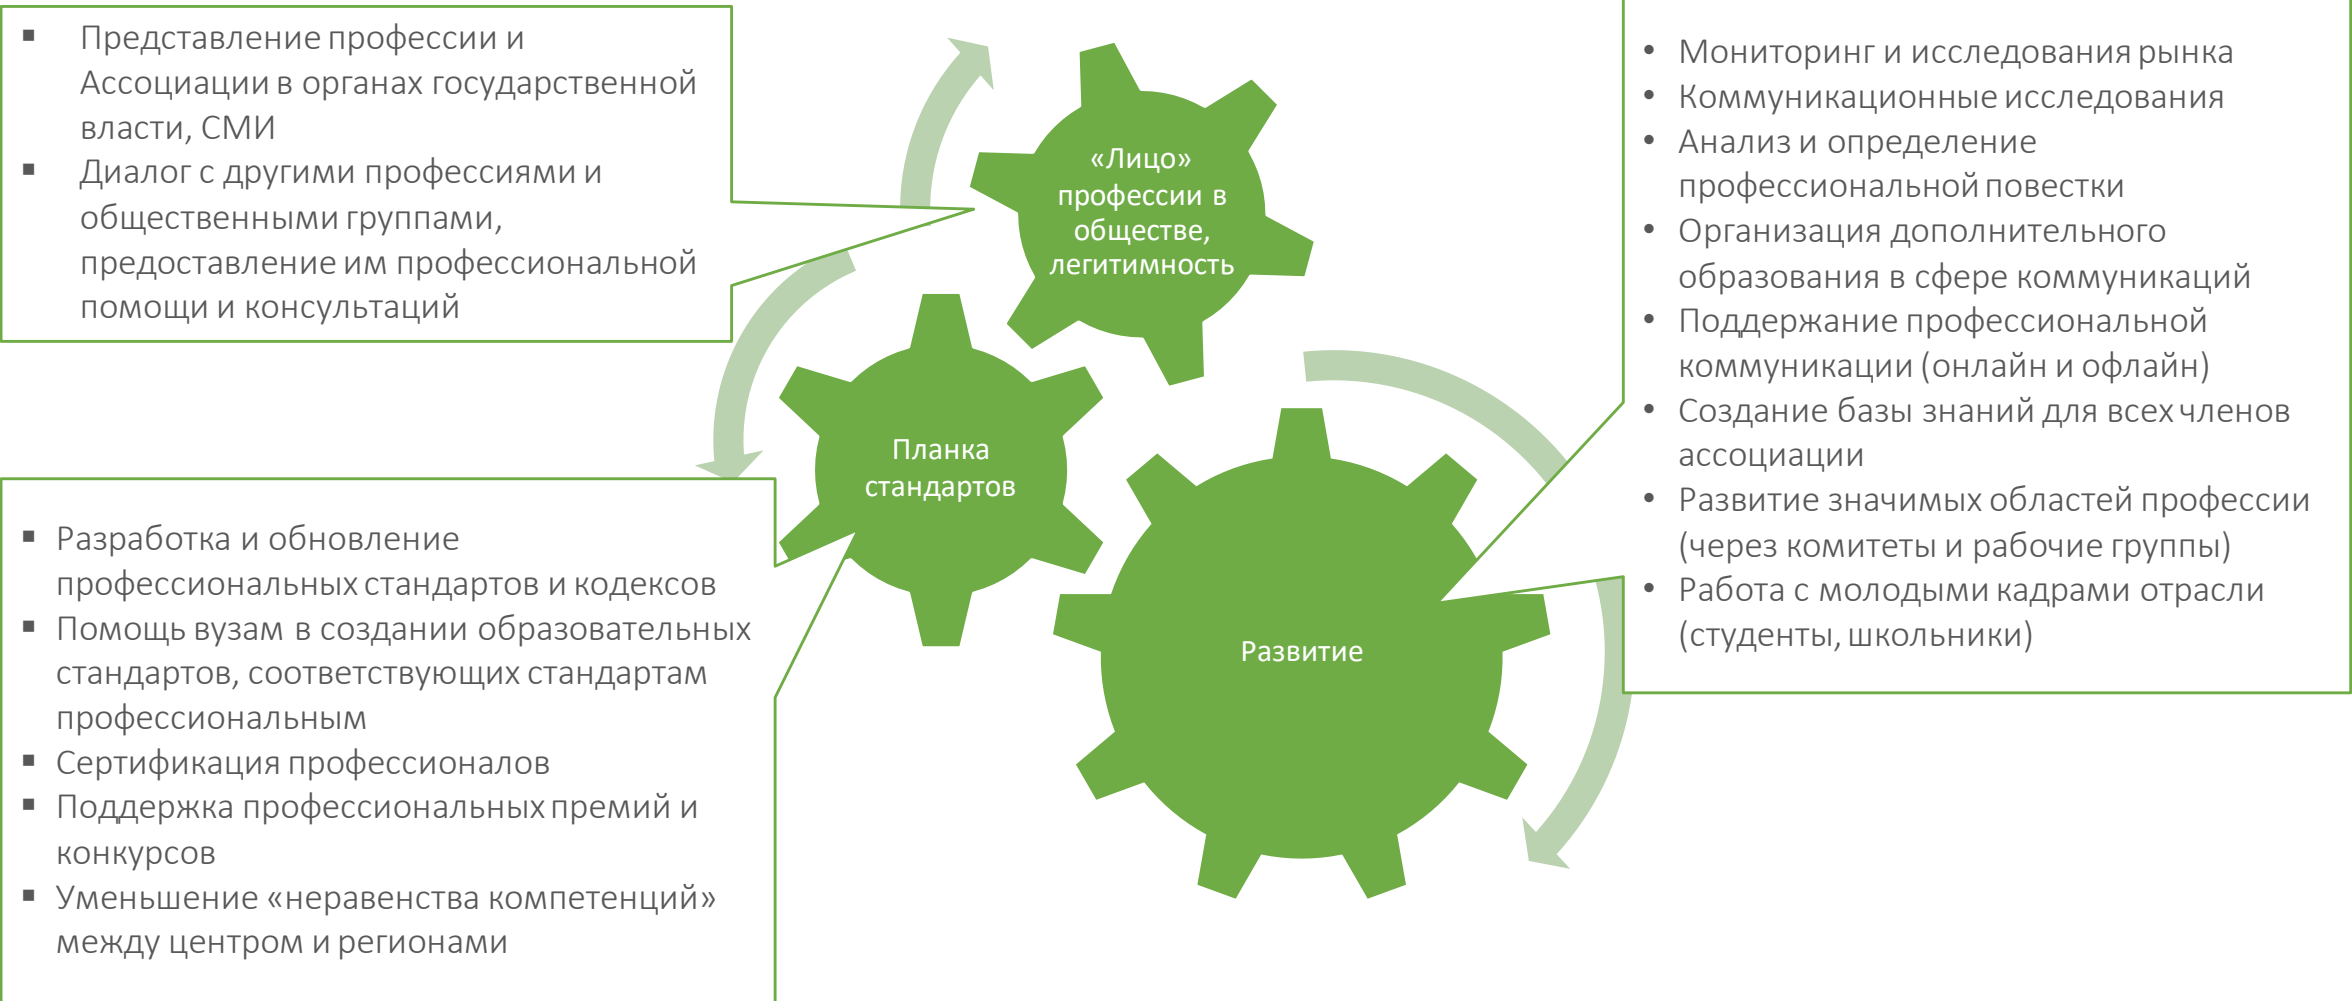 ▪ Представление профессии и
Ассоциации в органах государственной
власти, СМИ
▪ Диалог с другими профессиями и
общественными группами,
предоставление им профессиональной
помощи и консультаций
«Лицо»
профессии в
обществе,
легитимность
Планка
стандартов
▪ Разработка и обновление
профессиональных стандартов и кодексов
▪ Помощь вузам в создании образовательных
стандартов, соответствующих стандартам
профессиональным
▪ Сертификация профессионалов
▪ Поддержка профессиональных премий и
конкурсов
▪ Уменьшение «неравенства компетенций»
между центром и регионами
Развитие
• Мониторинг и исследования рынка
• Коммуникационные исследования
• Анализ и определение
профессиональной повестки
• Организация дополнительного
образования в сфере коммуникаций
• Поддержание профессиональной
коммуникации (онлайн и офлайн)
• Создание базы знаний для всех членов
ассоциации
• Развитие значимых областей профессии
(через комитеты и рабочие группы)
• Работа с молодыми кадрами отрасли
(студенты, школьники)